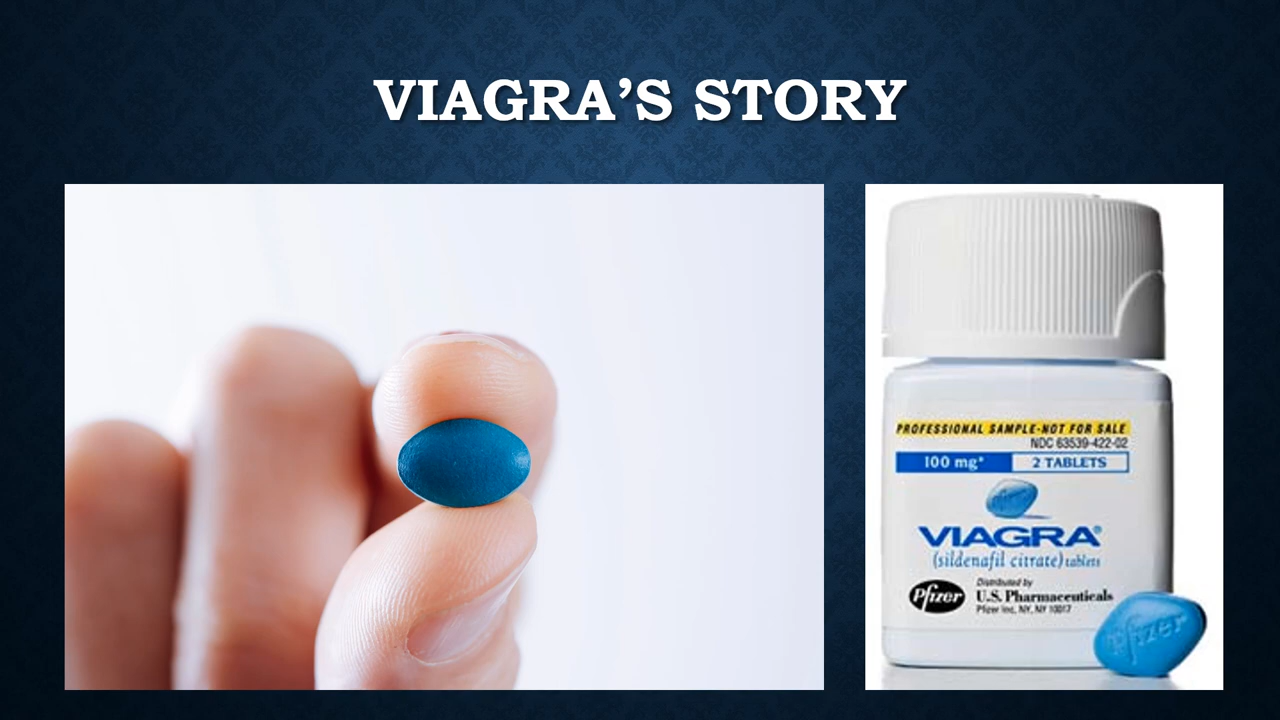 VIAGRA’S STORY
PROFESSIONAL SAMPLE-NOT FOR SALE
NDC 63539-422-02
100 mg* 2 TABLETS
Pfizer
VIAGRA®
(sildenafil citrate) tablets
Pfizer
Distributed by
U.S. Pharmaceuticals
Pfizer Inc, NY, NY 10017
Pfizer